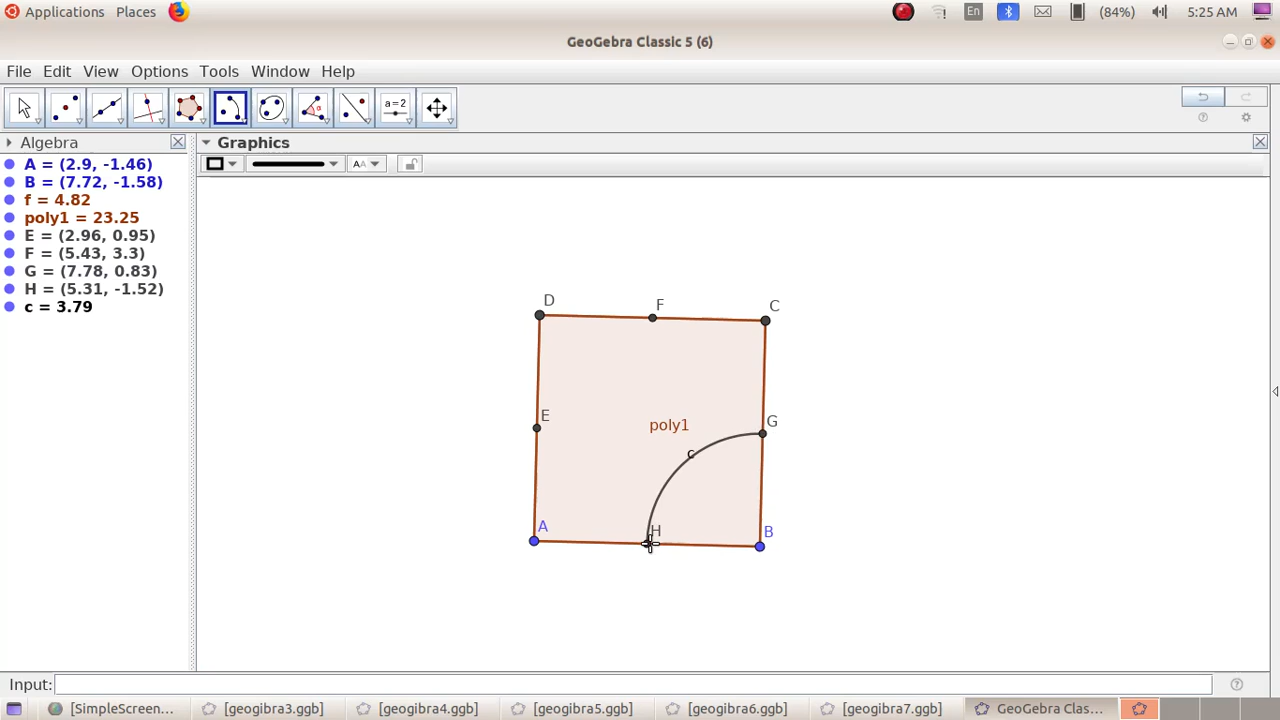 Applications Places En (84%) 5:25 AM
GeoGebra Classic 5 (6)
File Edit View Options Tools Window Help
α a=2
Algebra Graphics
AA
A = (2.9, -1.46)
B = (7.72, -1.58)
f = 4.82
poly1 = 23.25
E = (2.96, 0.95)
F = (5.43, 3.3)
G = (7.78, 0.83)
H = (5.31, -1.52)
c = 3.79
D F C
E G
poly1
c
A H B
Input:
[SimpleScreen... [geogibra3.ggb] [geogibra4.ggb] [geogibra5.ggb] [geogibra6.ggb] [geogibra7.ggb] GeoGebra Clas...